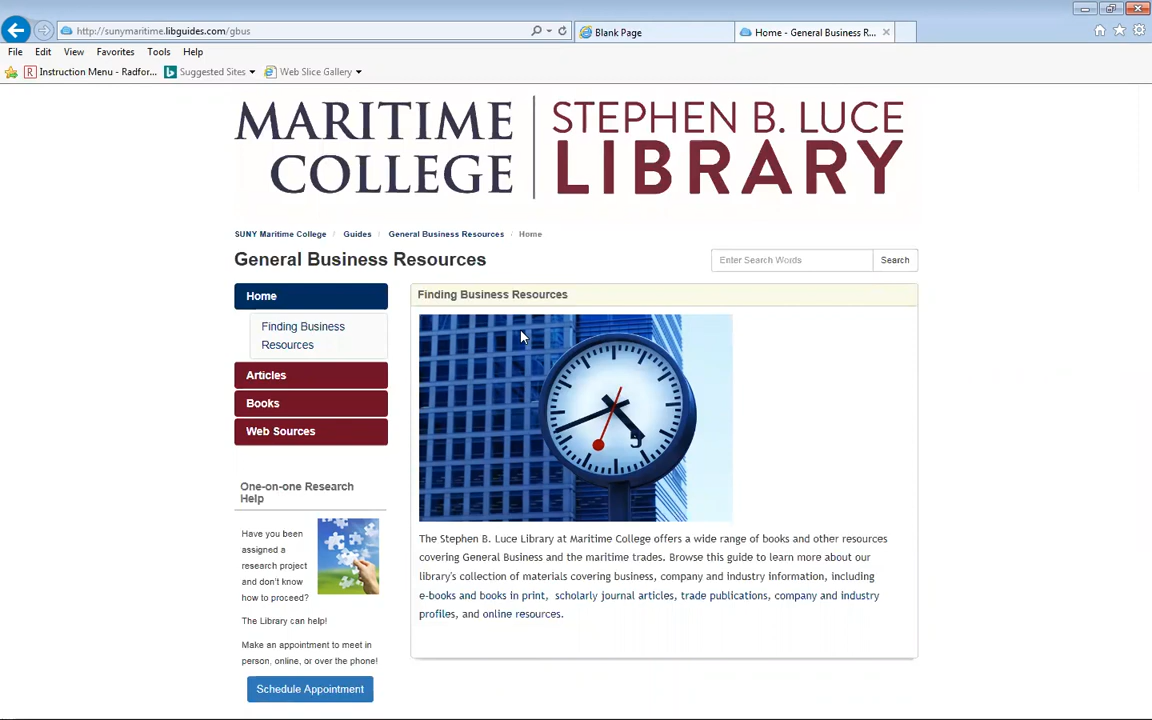 http://sunymaritime.libguides.com/gbus
Blank Page
Home - General Business R...
File Edit View Favorites Tools Help
Instruction Menu - Radfor... Suggested Sites Web Slice Gallery
MARITIME COLLEGE
STEPHEN B. LUCE LIBRARY
SUNY Maritime College / Guides / General Business Resources / Home
General Business Resources
Enter Search Words
Search
Home
Finding Business
Resources
Articles
Books
Web Sources
One-on-one Research
Help
Have you been
assigned a
research project
and don't know
how to proceed?
The Library can help!
Make an appointment to meet in
person, online, or over the phone!
Schedule Appointment
Finding Business Resources
The Stephen B. Luce Library at Maritime College offers a wide range of books and other resources
covering General Business and the maritime trades. Browse this guide to learn more about our
library's collection of materials covering business, company and industry information, including
e-books and books in print, scholarly journal articles, trade publications, company and industry
profiles, and online resources.